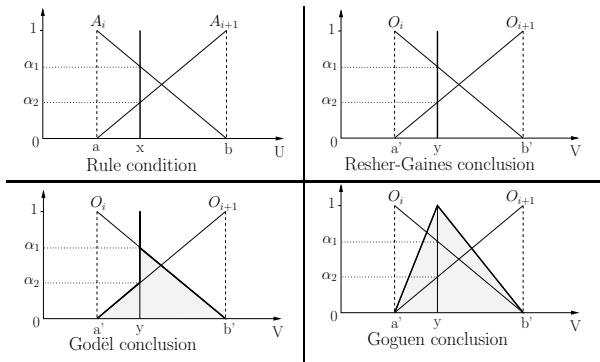 A_i A_{i+1}
1
α_1
α_2
0 a x b U
Rule condition
O_i O_{i+1}
1
α_1
α_2
0 a' y b' V
Resher-Gaines conclusion
O_i O_{i+1}
1
α_1
α_2
0 a' y b' V
Godël conclusion
O_i O_{i+1}
1
α_1
α_2
0 a' y b' V
Goguen conclusion